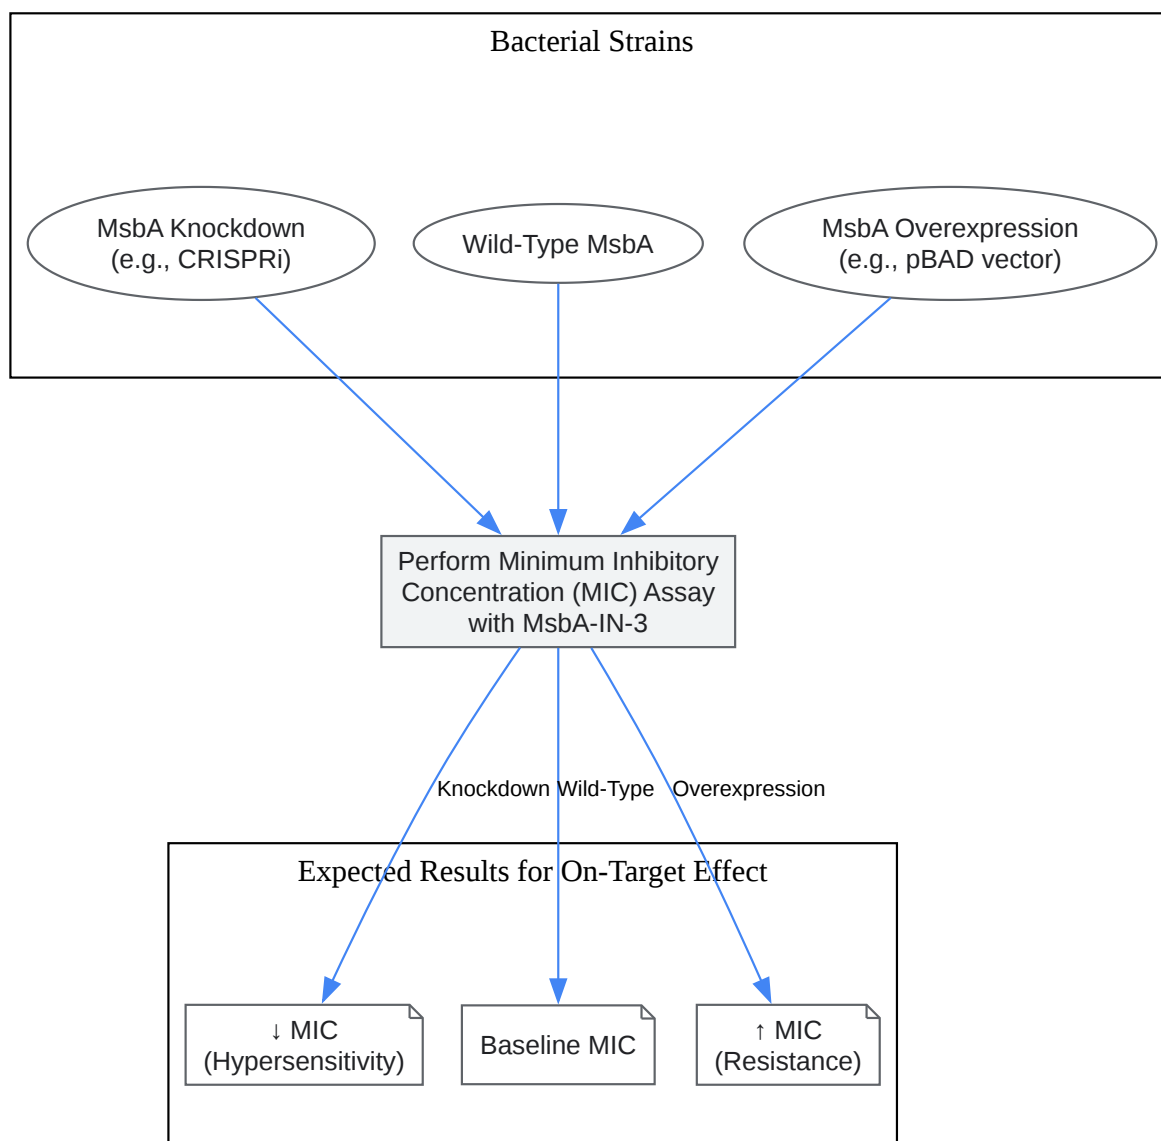 Bacterial Strains
MsbA Knockdown
(e.g., CRISPRi)
Wild-Type MsbA
MsbA Overexpression
(e.g., pBAD vector)
Perform Minimum Inhibitory
Concentration (MIC) Assay
with MsbA-IN-3
Knockdown
Wild-Type
Overexpression
Expected Results for On-Target Effect
↓ MIC
(Hypersensitivity)
Baseline MIC
↑ MIC
(Resistance)